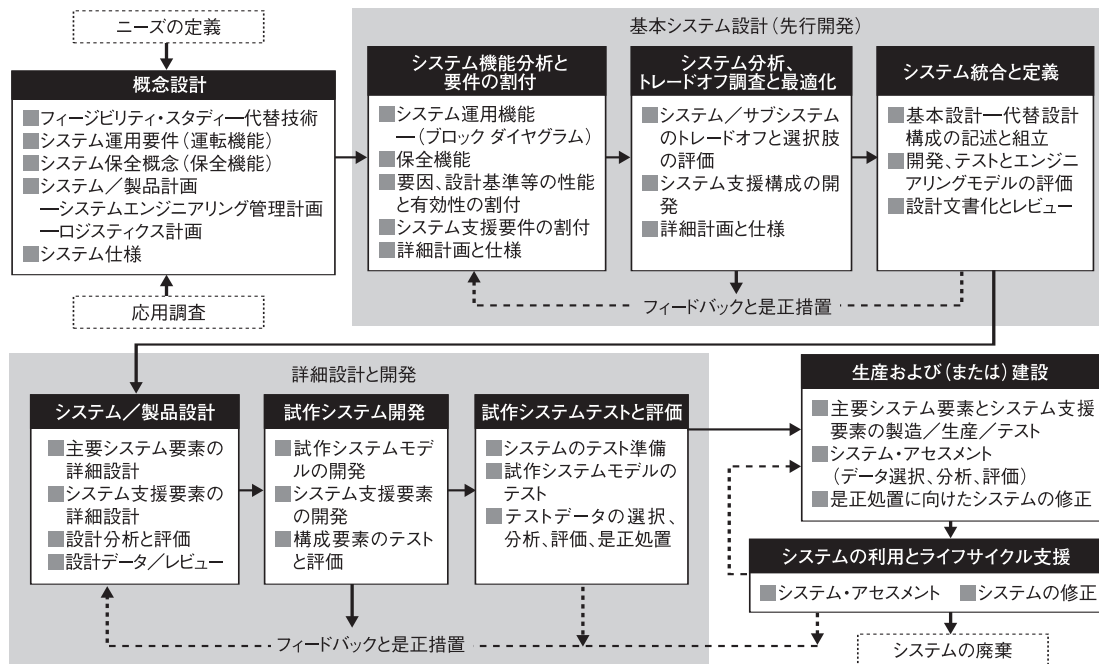 ニーズの定義
概念設計
■フィージビリティ・スタディ―代替技術
■システム運用要件(運転機能)
■システム保全概念(保全機能)
■システム／製品計画
―システムエンジニアリング管理計画
―ロジスティクス計画
■システム仕様
応用調査
基本システム設計(先行開発)
システム機能分析と
要件の割付
■システム運用機能
―(ブロック ダイヤグラム)
■保全機能
■要因、設計基準等の性能
と有効性の割付
■システム支援要件の割付
■詳細計画と仕様
システム分析、
トレードオフ調査と最適化
■システム／サブシステム
のトレードオフと選択肢
の評価
■システム支援構成の開
発
■詳細計画と仕様
システム統合と定義
■基本設計―代替設計
構成の記述と組立
■開発、テストとエンジニ
アリングモデルの評価
■設計文書化とレビュー
フィードバックと是正措置
詳細設計と開発
システム／製品設計
■主要システム要素の
詳細設計
■システム支援要素の
詳細設計
■設計分析と評価
■設計データ／レビュー
試作システム開発
■試作システムモデ
ルの開発
■システム支援要素
の開発
■構成要素のテスト
と評価
試作システムテストと評価
■システムのテスト準備
■試作システムモデルの
テスト
■テストデータの選択、
分析、評価、是正処置
フィードバックと是正措置
生産および(または)建設
■主要システム要素とシステム支援
要素の製造／生産／テスト
■システム・アセスメント
(データ選択、分析、評価)
■是正処置に向けたシステムの修正
システムの利用とライフサイクル支援
■システム・アセスメント ■システムの修正
システムの廃棄